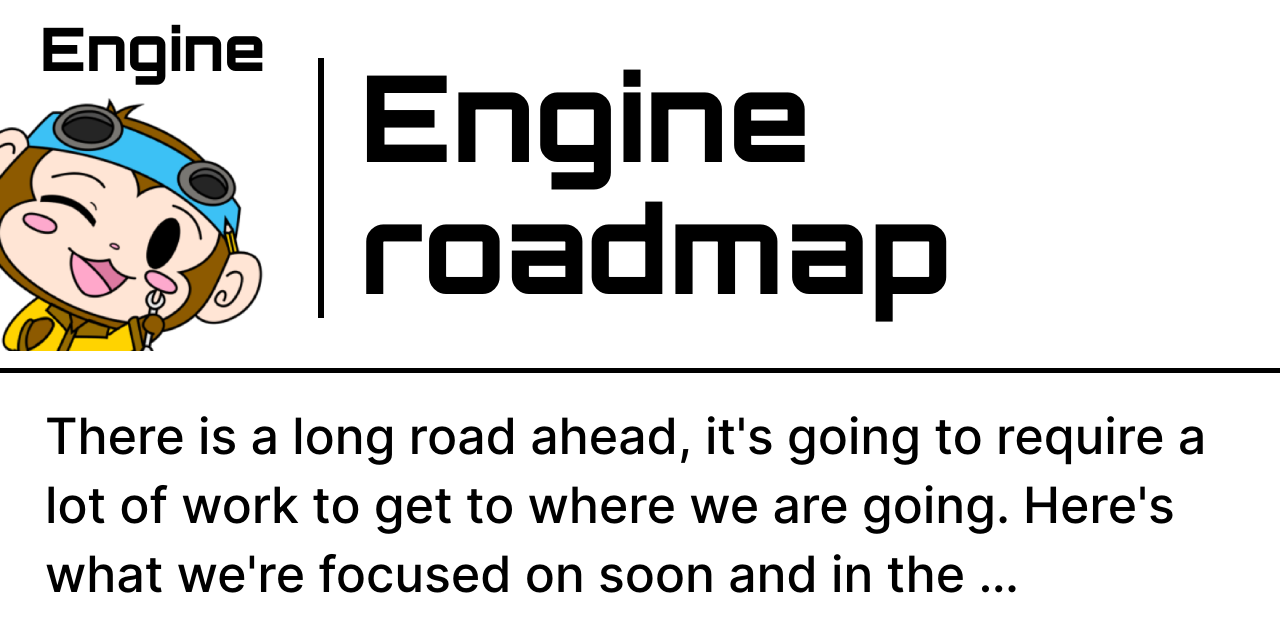 Engine
Engine
roadmap
There is a long road ahead, it's going to require a
lot of work to get to where we are going. Here's
what we're focused on soon and in the ...